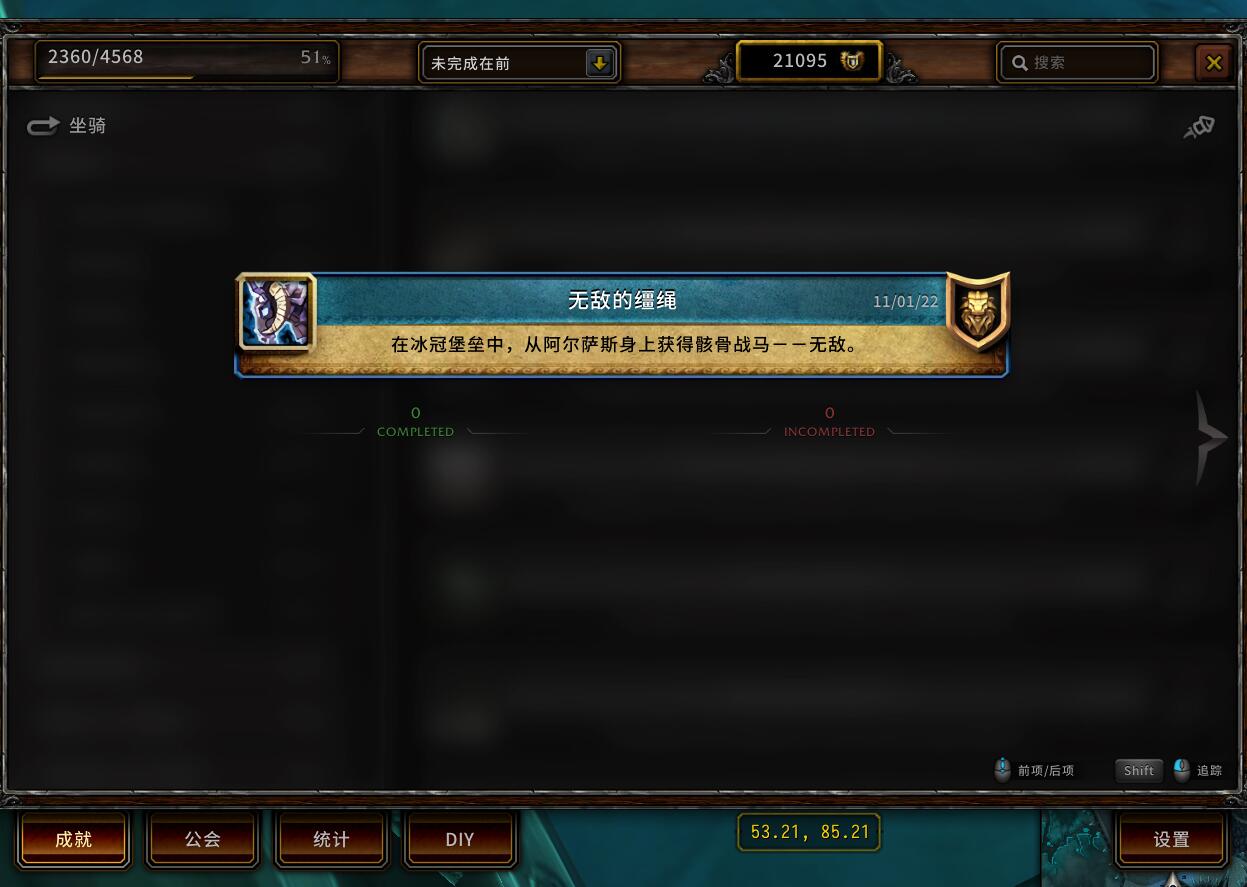 2360/4568
51%
未完成在前
21095
搜索
坐骑
无敌的缰绳
11/01/22
在冰冠堡垒中，从阿尔萨斯身上获得骸骨战马－－无敌。
0
COMPLETED
0
INCOMPLETED
前项/后项
Shift
追踪
成就
公会
统计
DIY
53.21, 85.21
设置